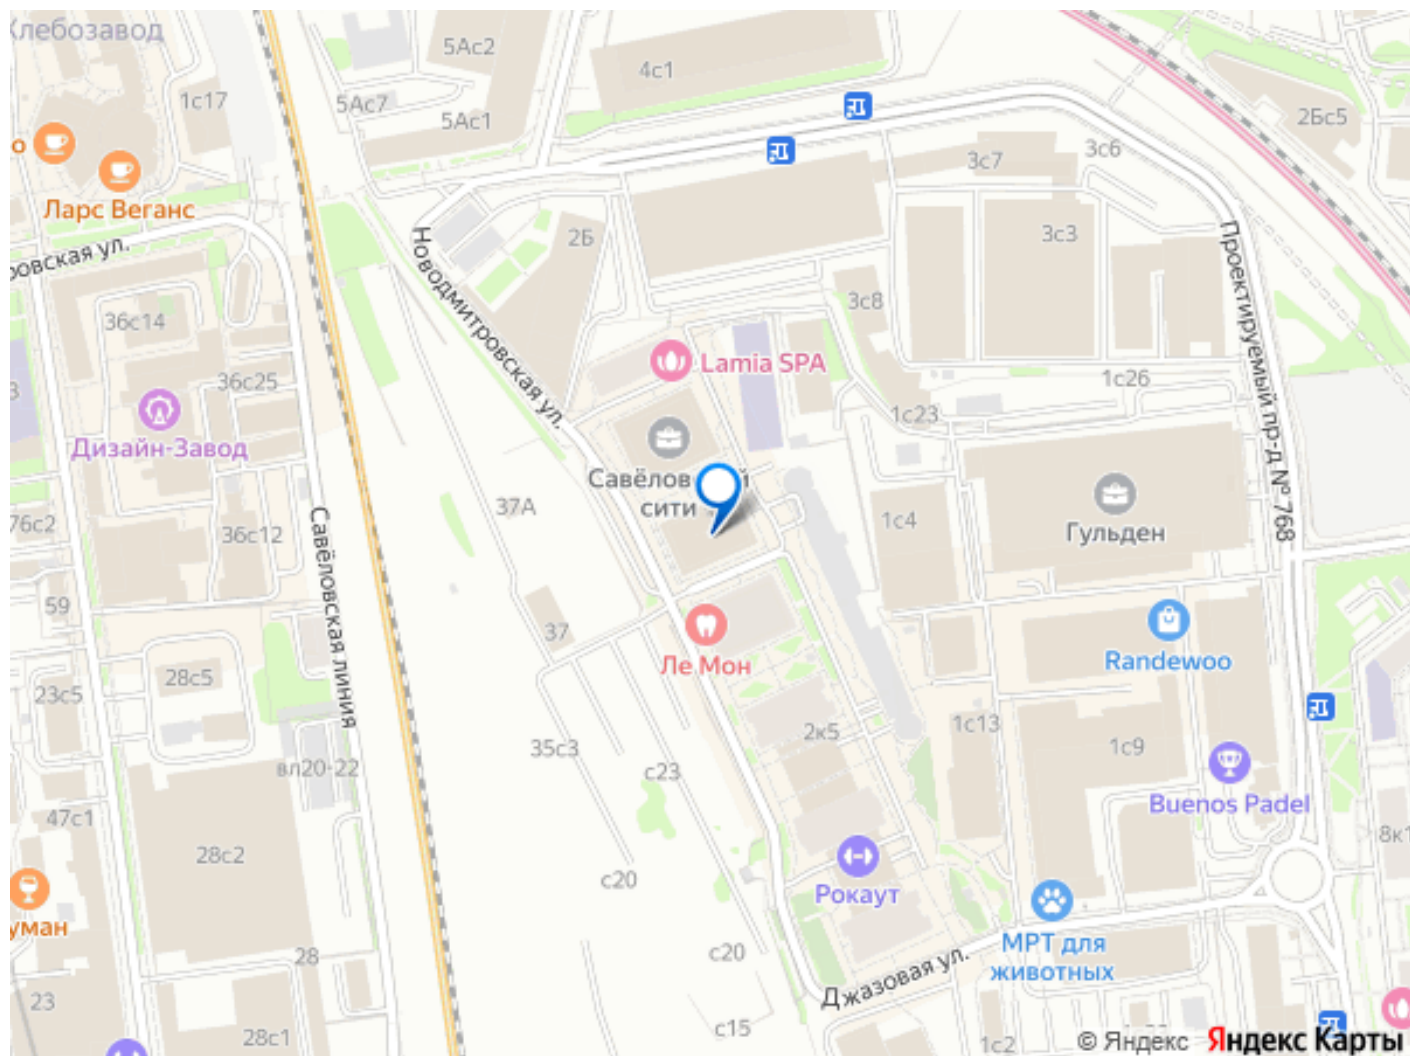 Хлебозавод
5Ас2
4с1
1с17
5Ас7
5Ас1
2Бс5
3с6
3с7
Ларс Веганс
2Б
3с3
Новодмитровская ул.
Проектируемый пр-д № 768
36с14
3с8
Lamia SPA
36с25
1с26
1с23
Дизайн-Завод
Савёлов й
сити
37А
Гульден
1с4
76с2
36с12
Савёловская линия
59
37
Ле Мон
Randewoo
28с5
23с5
2к5
1с13
1с9
35с3
с23
вл20-22
Buenos Padel
47с1
8к1
28с2
с20
Рокаут
МРТ для
животных
28
с20
Джазовая ул.
23
с15
28с1
1с2
© Яндекс Яндекс Карты